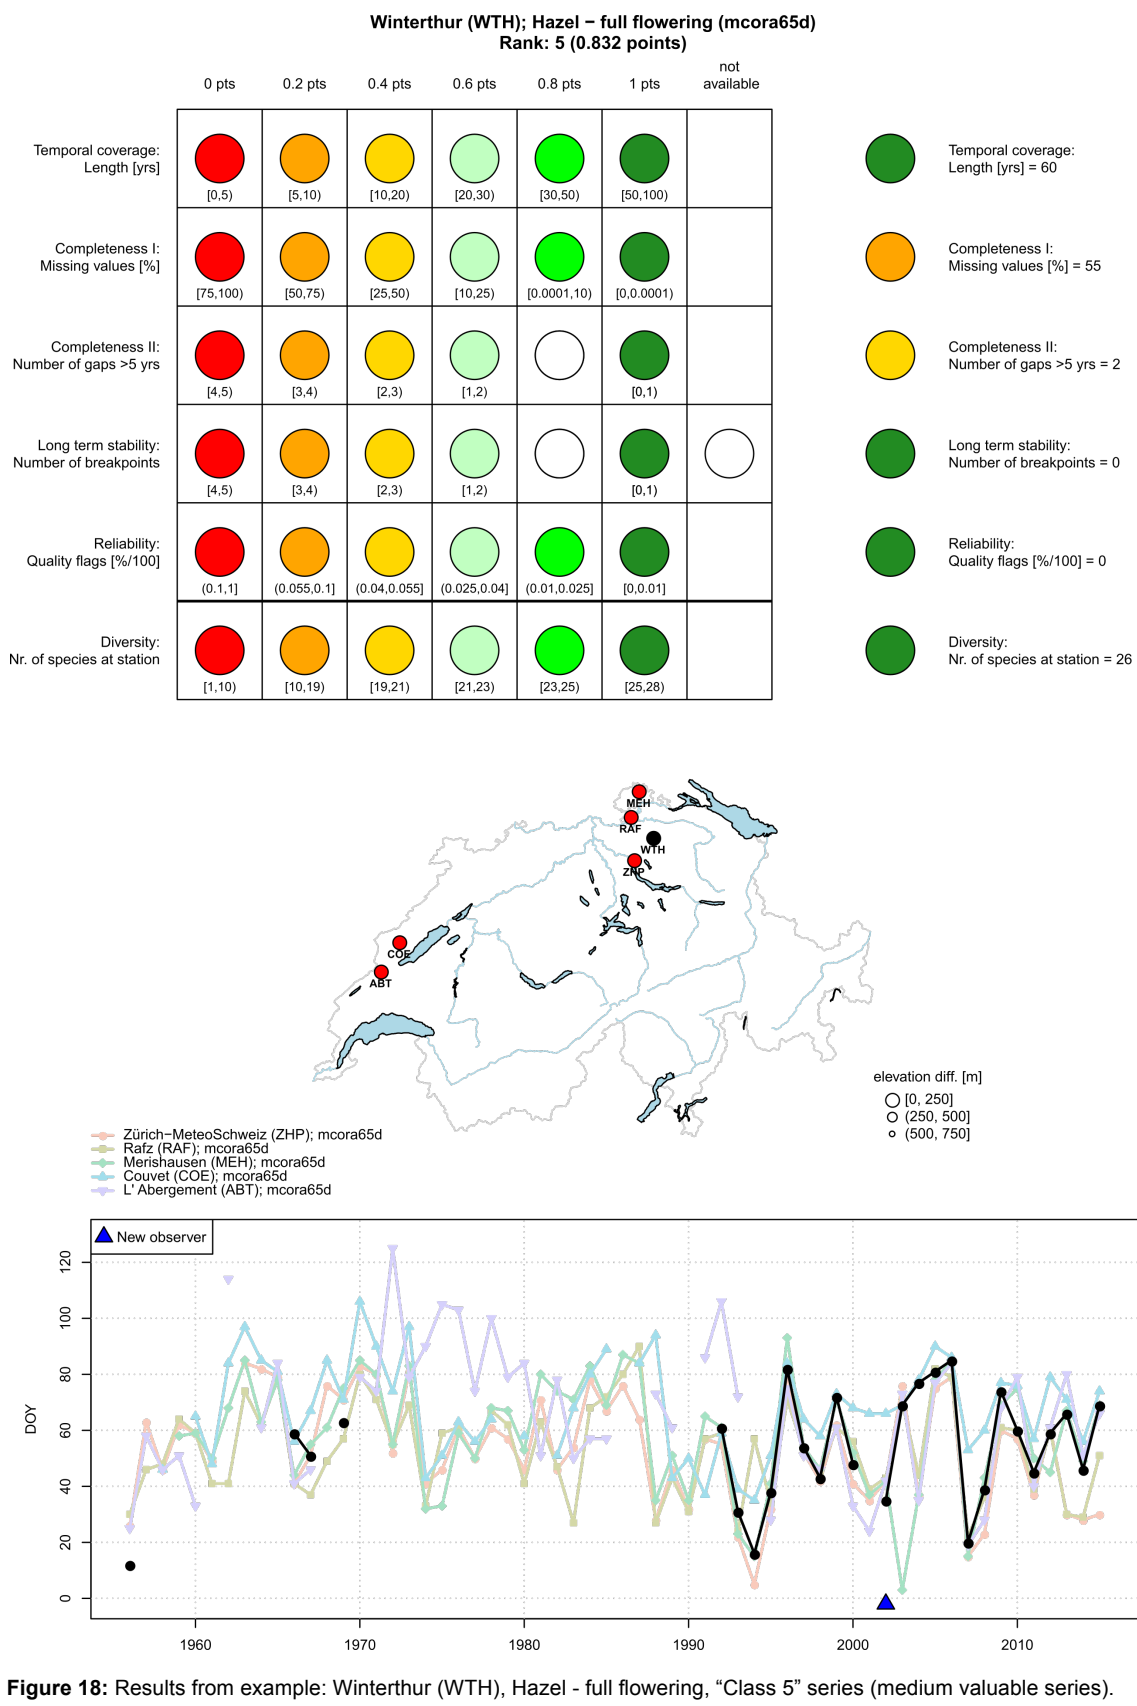 Winterthur (WTH); Hazel − full flowering (mcora65d)
Rank: 5 (0.832 points)
0 pts 0.2 pts 0.4 pts 0.6 pts 0.8 pts 1 pts not available
Temporal coverage:
Length [yrs]
[0,5) [5,10) [10,20) [20,30) [30,50) [50,100)
Temporal coverage:
Length [yrs] = 60
Completeness I:
Missing values [%]
[75,100) [50,75) [25,50) [10,25) [0.0001,10) [0,0.0001)
Completeness I:
Missing values [%] = 55
Completeness II:
Number of gaps >5 yrs
[4,5) [3,4) [2,3) [1,2) [0,1)
Completeness II:
Number of gaps >5 yrs = 2
Long term stability:
Number of breakpoints
[4,5) [3,4) [2,3) [1,2) [0,1)
Long term stability:
Number of breakpoints = 0
Reliability:
Quality flags [%/100]
(0.1,1] (0.055,0.1] (0.04,0.055] (0.025,0.04] (0.01,0.025] [0,0.01]
Reliability:
Quality flags [%/100] = 0
Diversity:
Nr. of species at station
[1,10) [10,19) [19,21) [21,23) [23,25) [25,28)
Diversity:
Nr. of species at station = 26
MEH
RAF
WTH
ZHP
COE
ABT
elevation diff. [m]
[0, 250]
(250, 500]
(500, 750]
Zürich−MeteoSchweiz (ZHP); mcora65d
Rafz (RAF); mcora65d
Merishausen (MEH); mcora65d
Couvet (COE); mcora65d
L' Abergement (ABT); mcora65d
New observer
DOY
120
100
80
60
40
20
0
1960 1970 1980 1990 2000 2010
Figure 18: Results from example: Winterthur (WTH), Hazel - full flowering, “Class 5” series (medium valuable series).